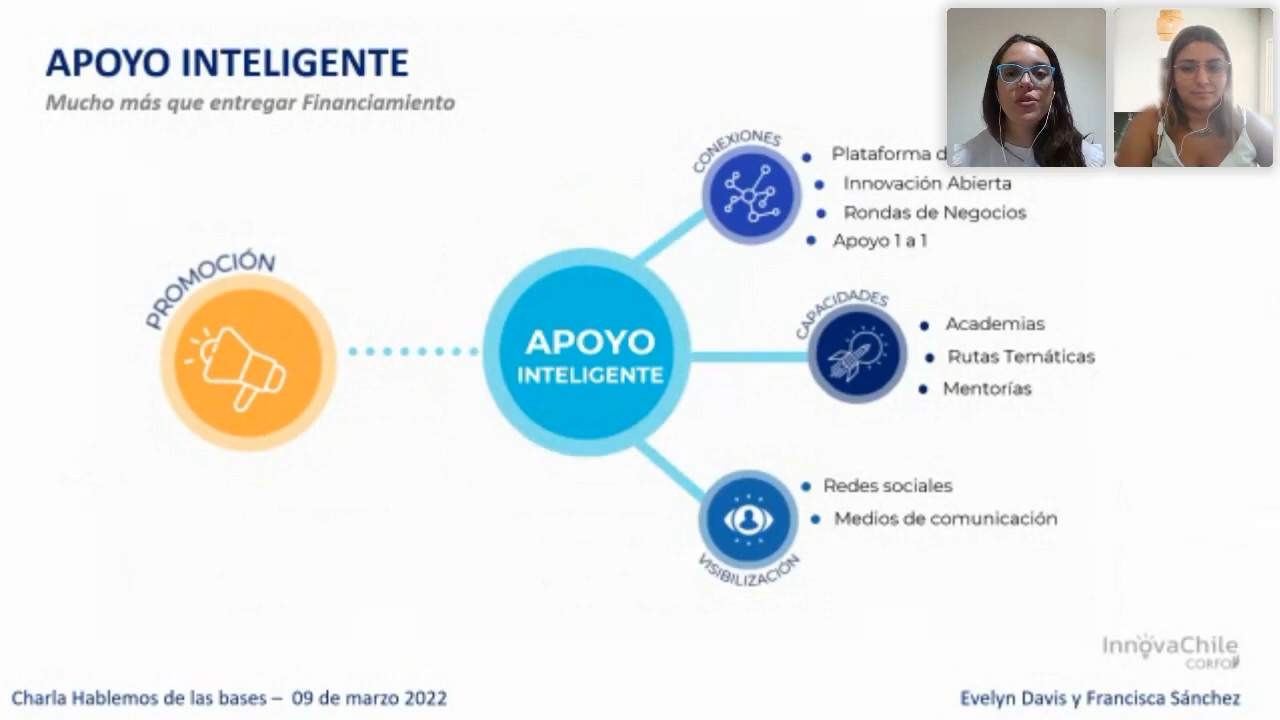 APOYO INTELIGENTE
Mucho más que entregar Financiamiento
PROMOCIÓN
APOYO
INTELIGENTE
CONEXIONES
Plataforma
Innovación Abierta
Rondas de Negocios
Apoyo 1 a 1
CAPACIDADES
Academias
Rutas Temáticas
Mentorías
Redes sociales
Medios de comunicación
VISIBILIZACIÓN
InnovaChile
CORFO
Charla Hablemos de las bases – 09 de marzo 2022
Evelyn Davis y Francisca Sánchez